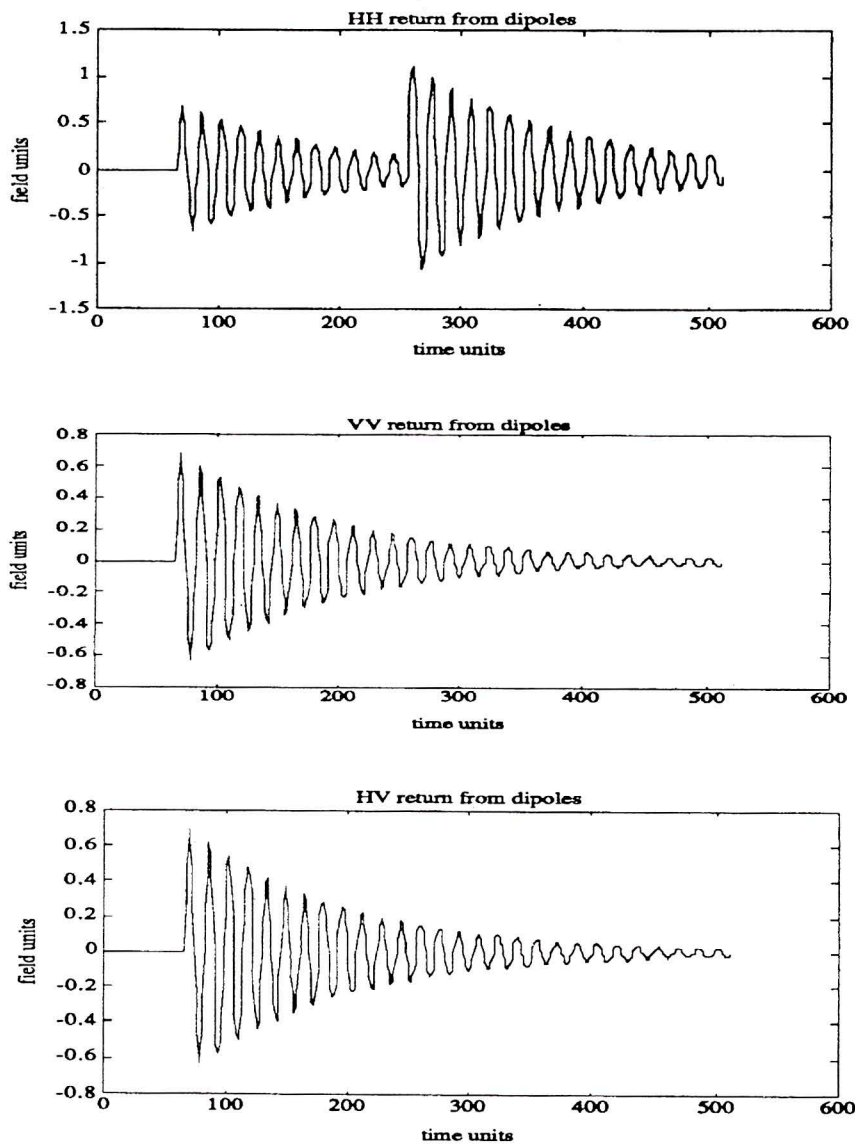 HH return from dipoles
1.5
1
0.5
0
-0.5
-1
-1.5
field units
0 100 200 300 400 500 600
time units
VV return from dipoles
0.8
0.6
0.4
0.2
0
-0.2
-0.4
-0.6
-0.8
field units
0 100 200 300 400 500 600
time units
HV return from dipoles
0.8
0.6
0.4
0.2
0
-0.2
-0.4
-0.6
-0.8
field units
0 100 200 300 400 500 600
time units